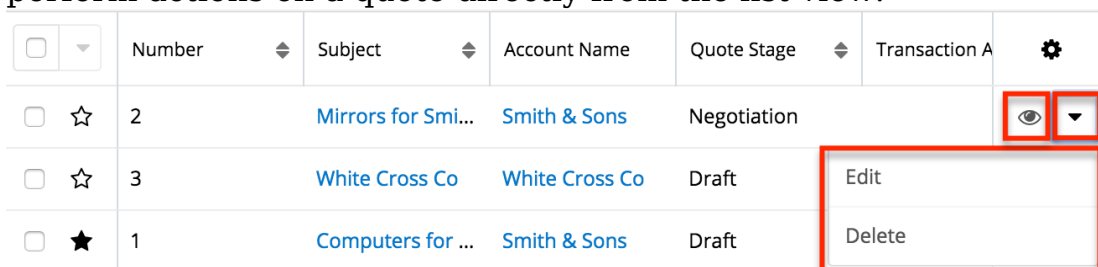 perform actions on a quote directly from the list view.
Number Subject Account Name Quote Stage Transaction A
2 Mirrors for Smi... Smith & Sons Negotiation
3 White Cross Co White Cross Co Draft Edit
1 Computers for ... Smith & Sons Draft Delete